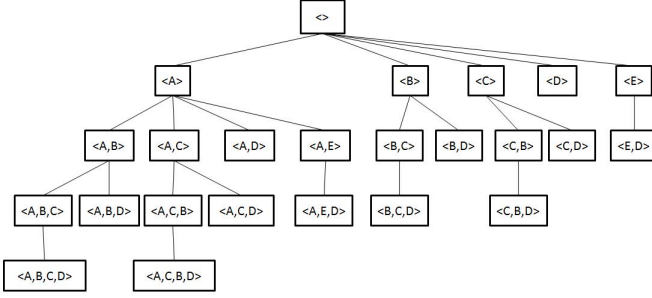 <>
<A> <B> <C> <D> <E>
<A,B> <A,C> <A,D> <A,E> <B,C> <B,D> <C,B> <C,D> <E,D>
<A,B,C> <A,B,D> <A,C,B> <A,C,D> <A,E,D> <B,C,D> <C,B,D>
<A,B,C,D> <A,C,B,D>